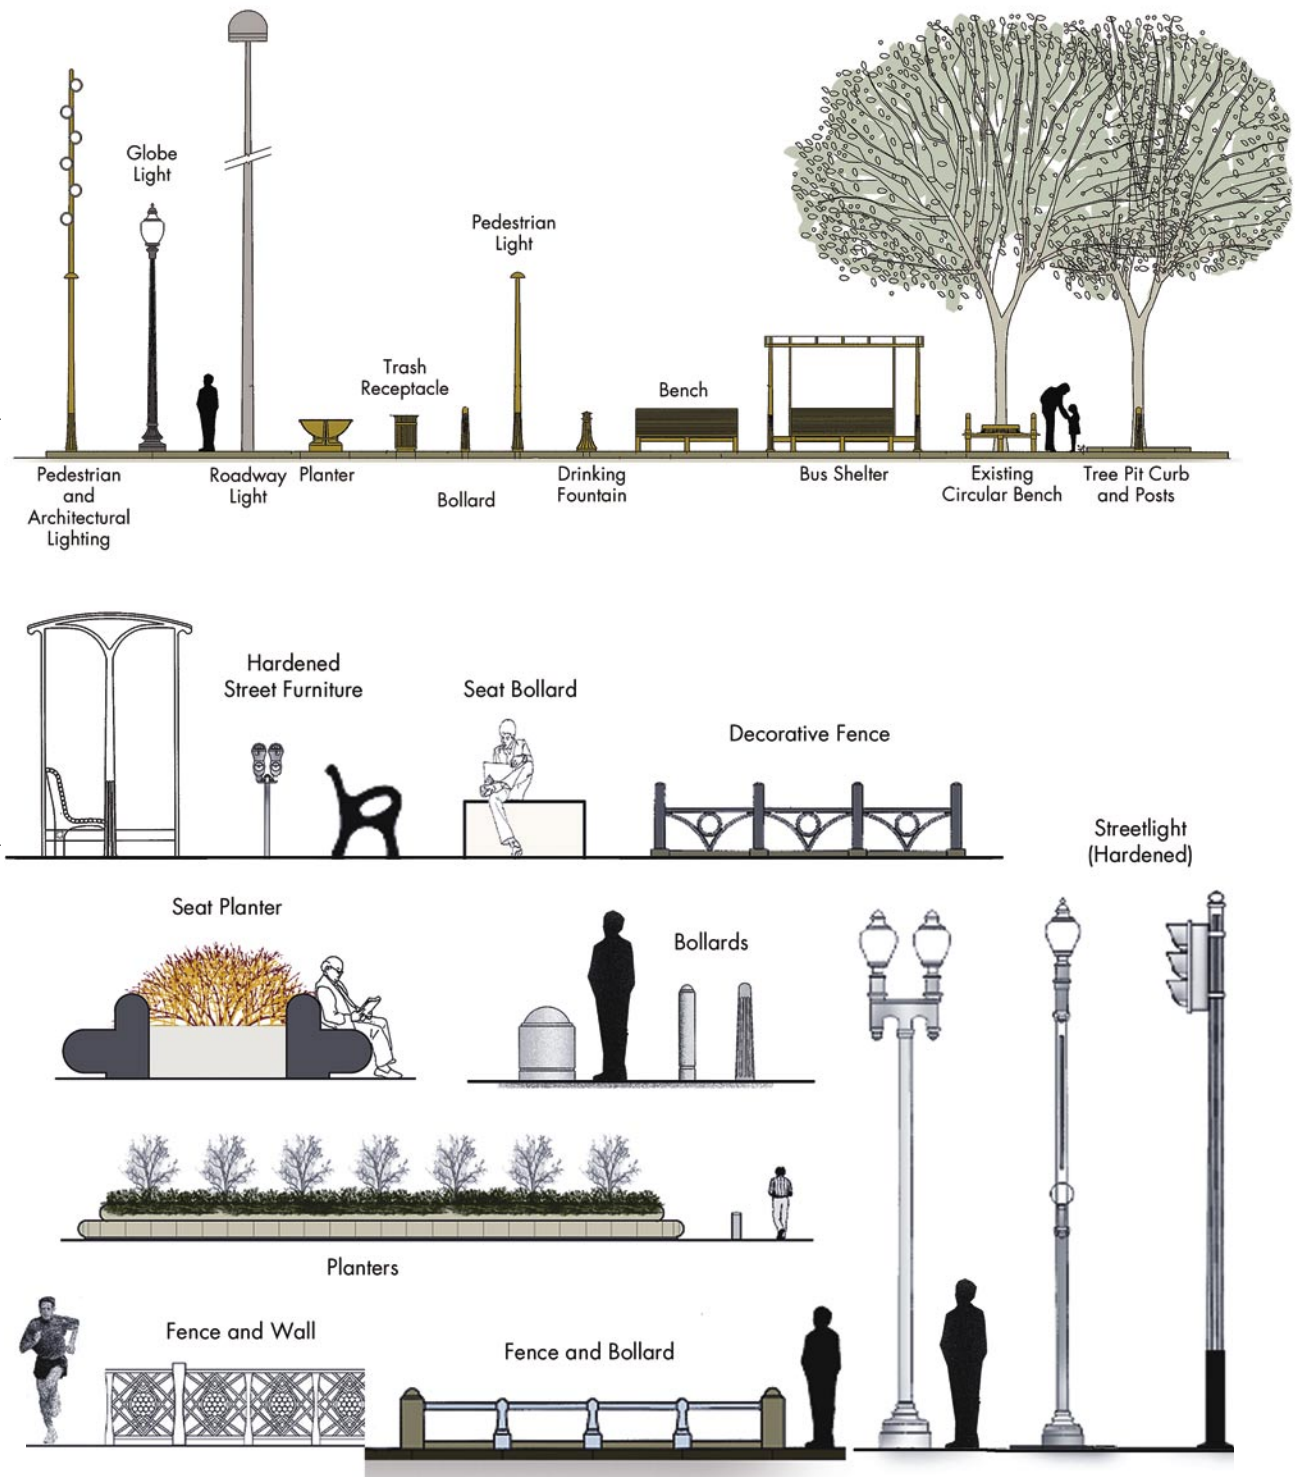 Globe
Light
Pedestrian
Light
Trash
Receptacle
Bench
Pedestrian
and
Architectural
Lighting
Roadway
Light
Planter
Bollard
Drinking
Fountain
Bus Shelter
Existing
Circular Bench
Tree Pit Curb
and Posts
Hardened
Street Furniture
Seat Bollard
Decorative Fence
Streetlight
(Hardened)
Seat Planter
Bollards
Planters
Fence and Wall
Fence and Bollard